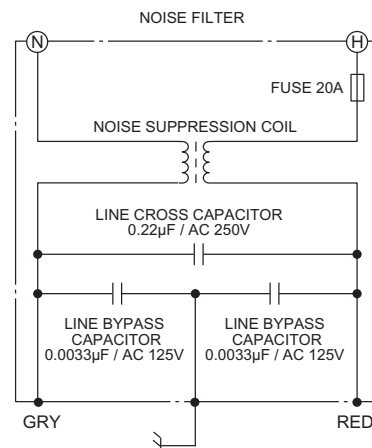 NOISE FILTER
N
H
FUSE 20A
NOISE SUPPRESSION COIL
LINE CROSS CAPACITOR
0.22µF / AC 250V
LINE BYPASS
CAPACITOR
0.0033µF / AC 125V
LINE BYPASS
CAPACITOR
0.0033µF / AC 125V
GRY
RED